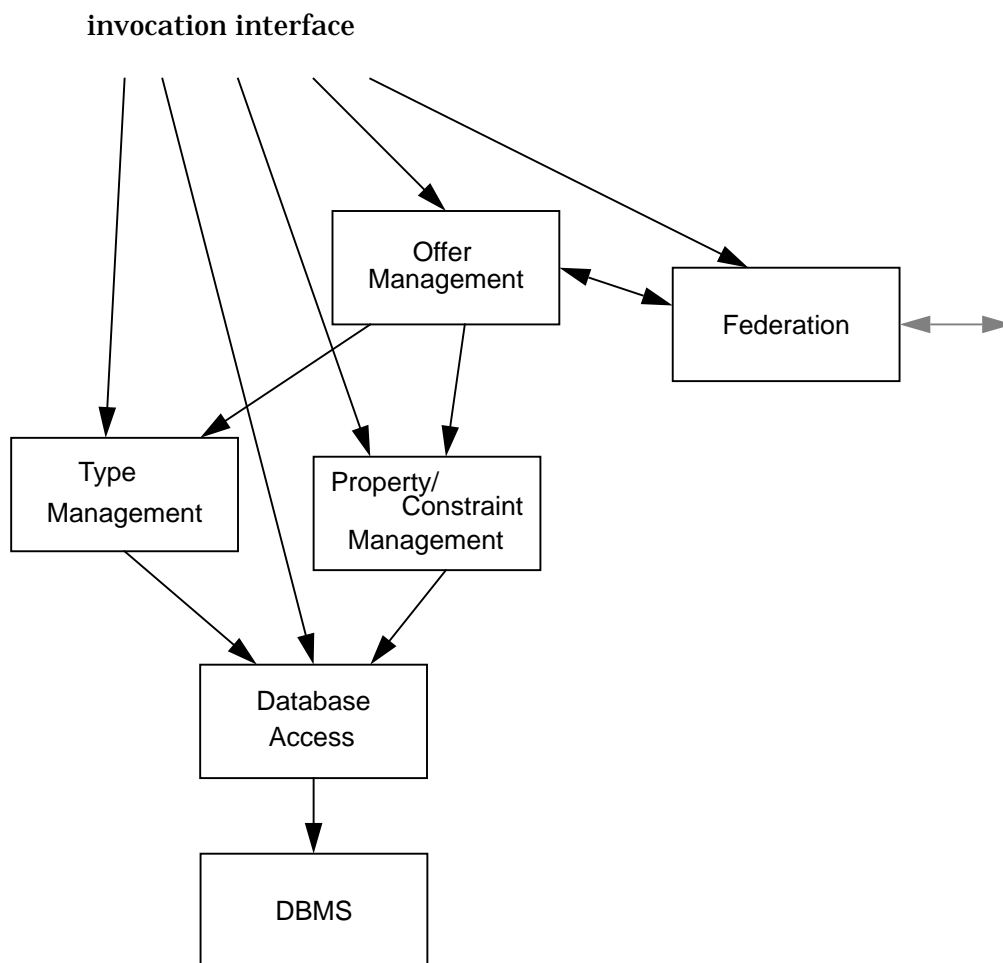 invocation interface
Offer
Management
Federation
Type
Management
Property/
Constraint
Management
Database
Access
DBMS